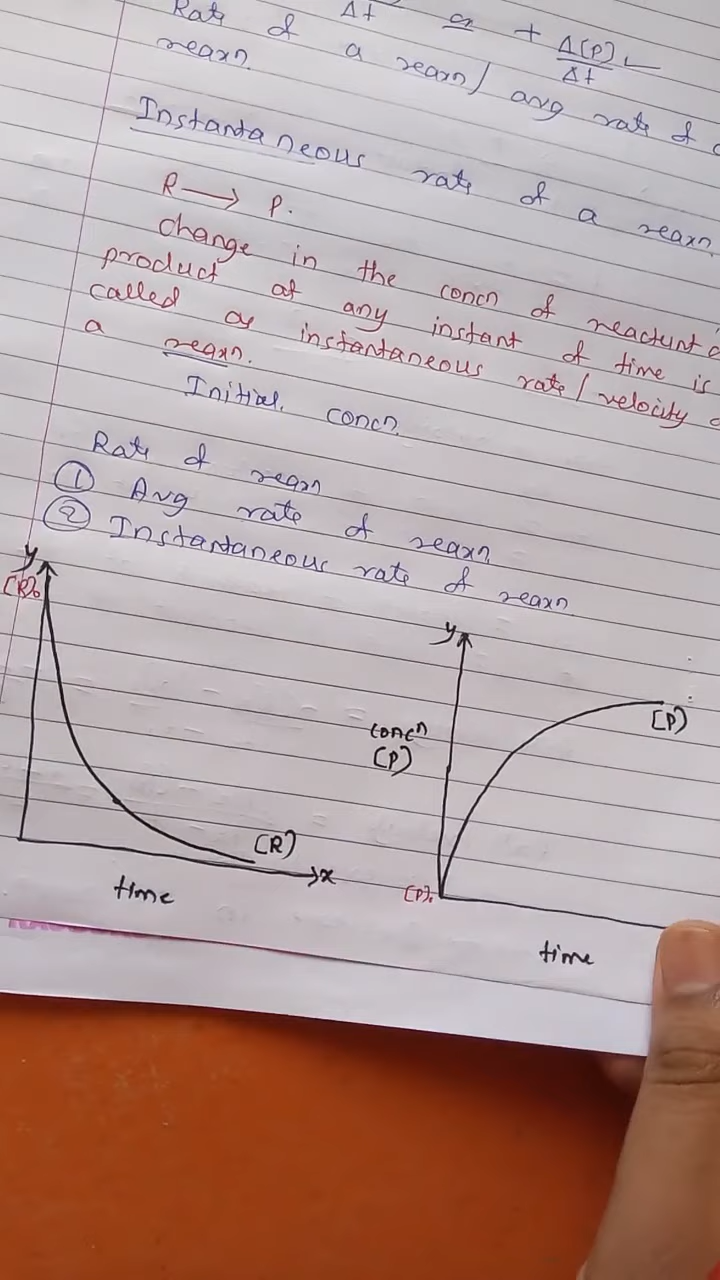 Δt or + Δ[P]
Δt
Rate of a reaxn / avg rate of
reaxn.
Instantaneous rate of a reaxn.
R → P.
Change in the concn of reactant
product at any instant of time is
called as instantaneous rate / velocity
a reaxn.
Initial. concn.
Rate of reaxn
① Avg rate of reaxn.
② Instantaneous rate of reaxn
y
[R]₀
[R]
x
time
y
concn
[P]
[P]
[P]₀
time